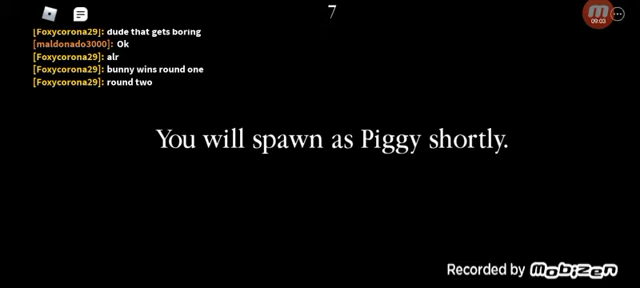 7
09:03
[Foxycorona29]: dude that gets boring
[maldonado3000]: Ok
[Foxycorona29]: alr
[Foxycorona29]: bunny wins round one
[Foxycorona29]: round two
You will spawn as Piggy shortly.
Recorded by Mobizen